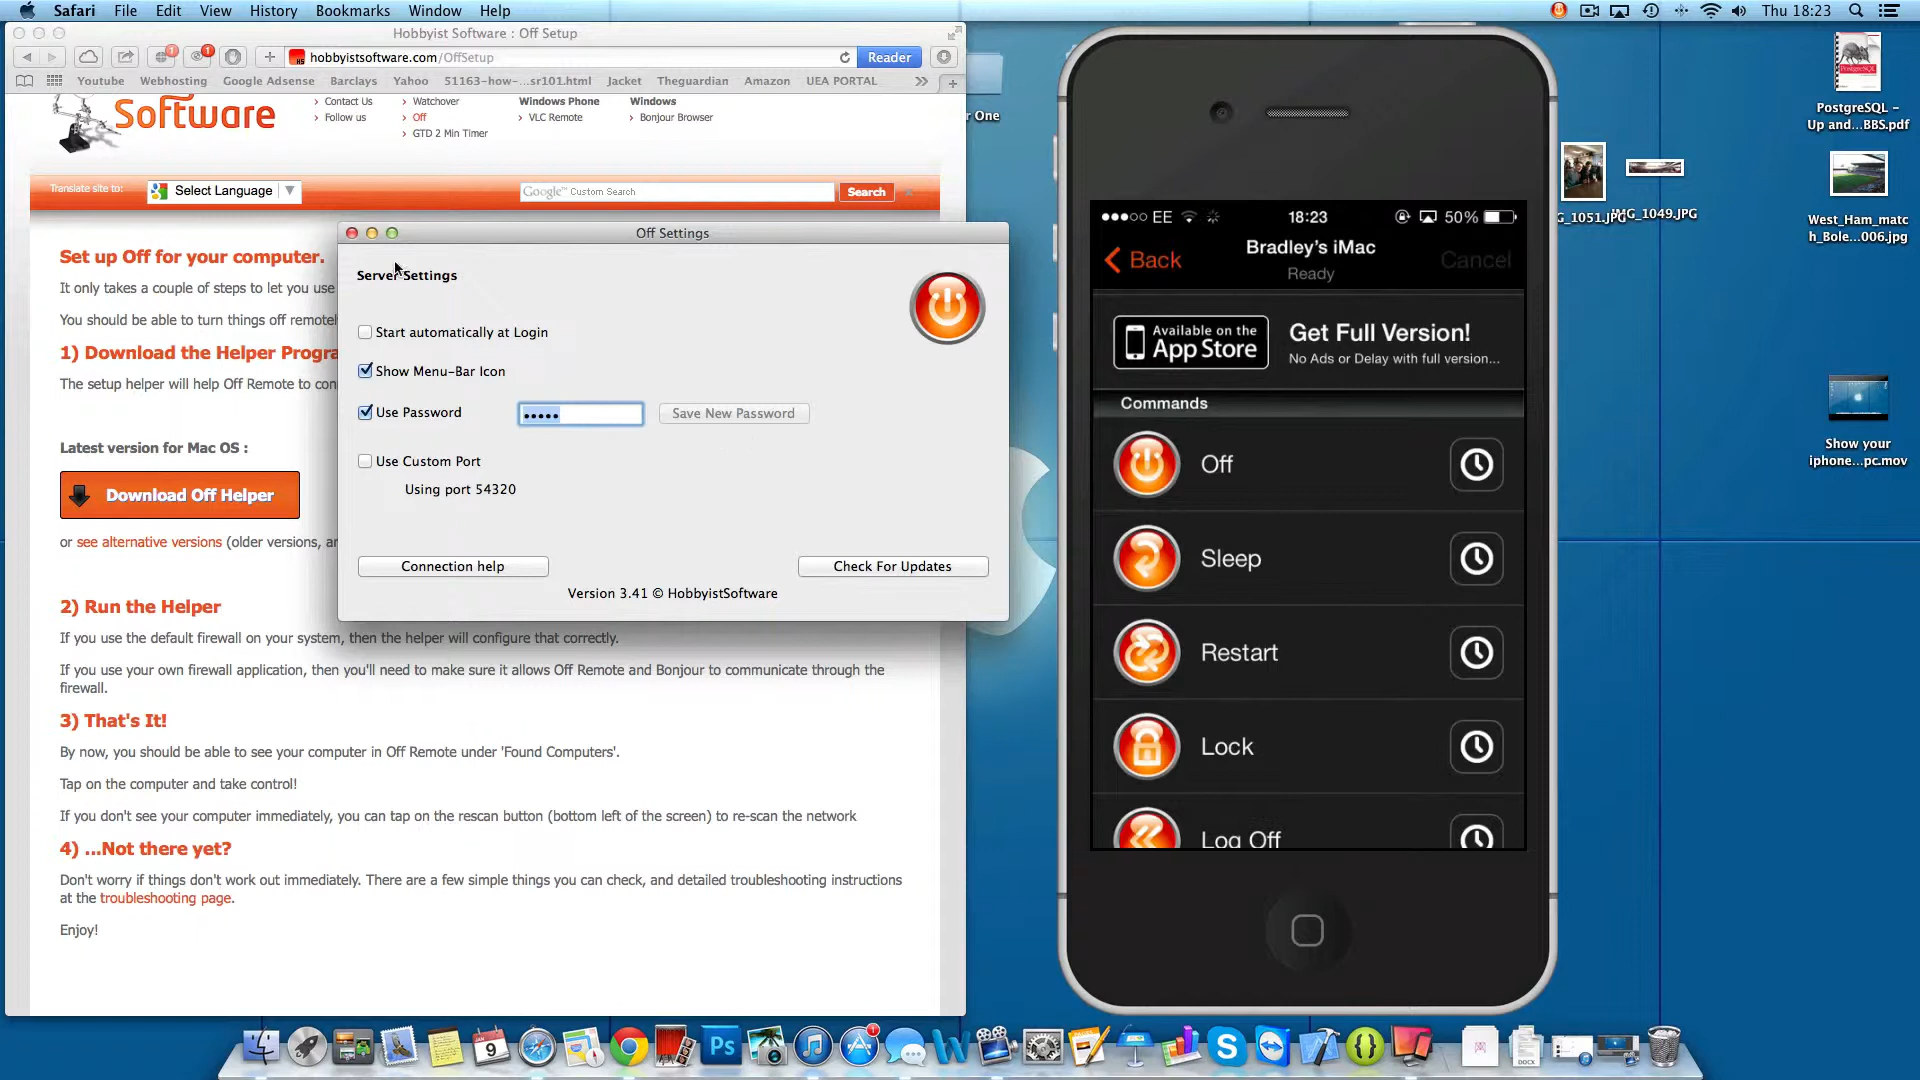 Safari File Edit View History Bookmarks Window Help
Thu 18:23
Hobbyist Software : Off Setup
hobbyistsoftware.com/OffSetup
Reader
1
1
Youtube Webhosting Google Adsense Barclays Yahoo 51163-how-...sr101.html Jacket Theguardian Amazon UEA PORTAL
Software
Contact Us
Follow us
Watchover
Off
GTD 2 Min Timer
Windows Phone
VLC Remote
Windows
Bonjour Browser
Translate site to:
Select Language
Google™ Custom Search
Search
Set up Off for your computer.
It only takes a couple of steps to let you use
You should be able to turn things off remotel
1) Download the Helper Progra
The setup helper will help Off Remote to con
Latest version for Mac OS :
Download Off Helper
or see alternative versions (older versions, an
2) Run the Helper
If you use the default firewall on your system, then the helper will configure that correctly.
If you use your own firewall application, then you'll need to make sure it allows Off Remote and Bonjour to communicate through the
firewall.
3) That's It!
By now, you should be able to see your computer in Off Remote under 'Found Computers'.
Tap on the computer and take control!
If you don't see your computer immediately, you can tap on the rescan button (bottom left of the screen) to re-scan the network
4) ...Not there yet?
Don't worry if things don't work out immediately. There are a few simple things you can check, and detailed troubleshooting instructions
at the troubleshooting page.
Enjoy!
Off Settings
Server Settings
Start automatically at Login
Show Menu-Bar Icon
Use Password
•••••
Save New Password
Use Custom Port
Using port 54320
Connection help
Check For Updates
Version 3.41 © HobbyistSoftware
r One
EE
18:23
50%
Back
Bradley's iMac
Ready
Cancel
Available on the
App Store
Get Full Version!
No Ads or Delay with full version...
Commands
Off
Sleep
Restart
Lock
Log Off
PostgreSQL
PostgreSQL -
Up and...BBS.pdf
G_1051.JPG
IMG_1049.JPG
West_Ham_matc
h_Bole...006.jpg
Show your
iphone...pc.mov
9
Ps
1
W
S
{}
DOCX